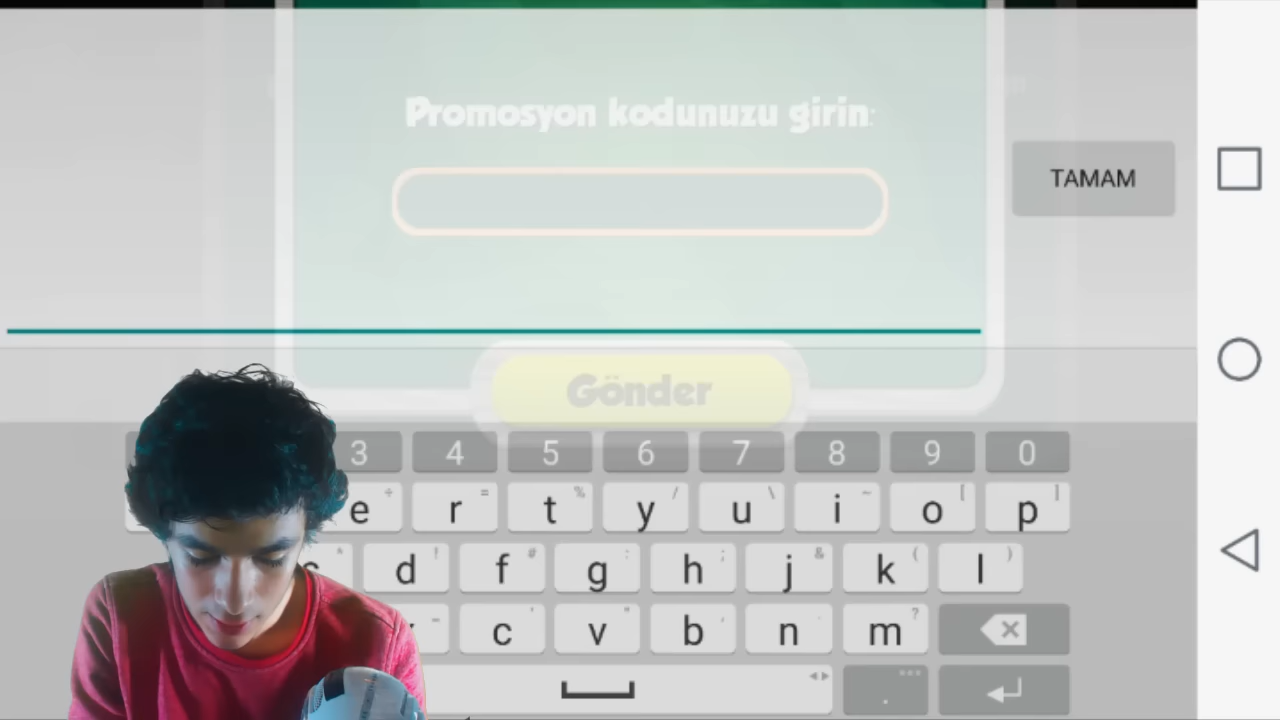 Promosyon kodunuzu girin:
TAMAM
Gönder
3 4 5 6 7 8 9 0
e ÷ r = t % y / u \ i ~ o [ p ]
d ! f # g : h ; j & k ( l )
c ' v " b , n . m ?
.